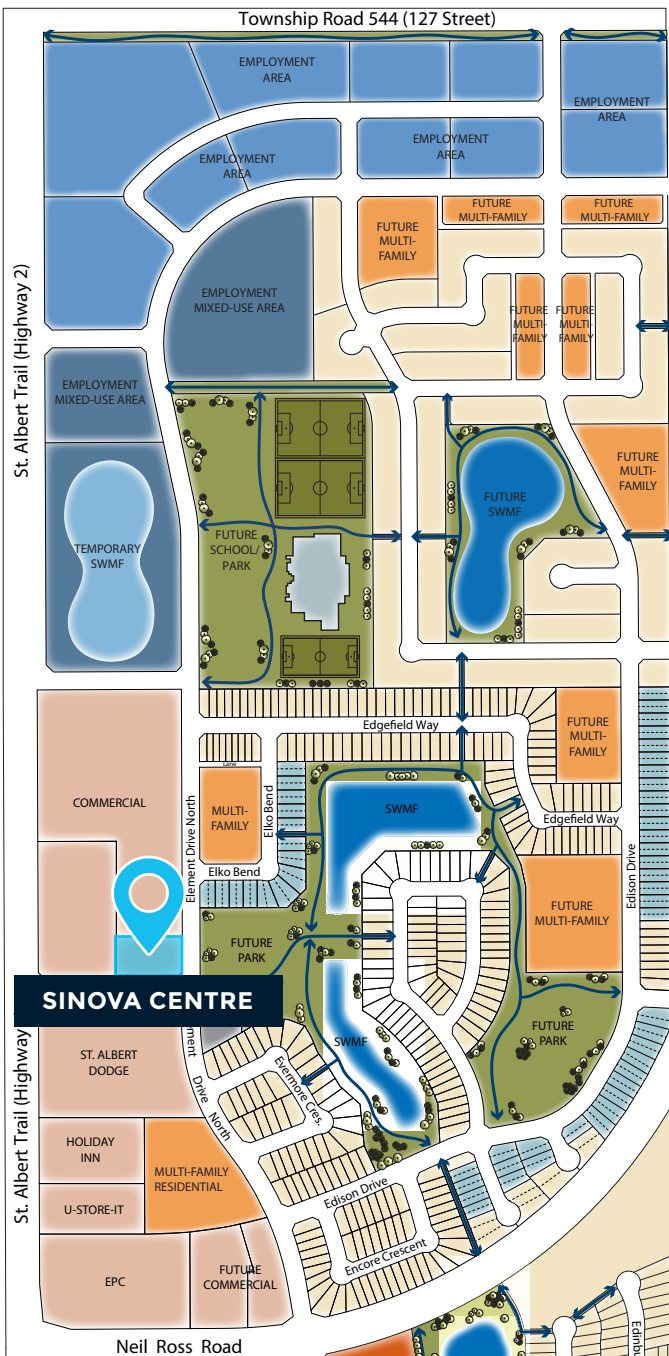 Township Road 544 (127 Street)
EMPLOYMENT
AREA
EMPLOYMENT
AREA
EMPLOYMENT
AREA
EMPLOYMENT
AREA
St. Albert Trail (Highway 2)
FUTURE
MULTI-
FAMILY
FUTURE
MULTI-FAMILY
FUTURE
MULTI-FAMILY
EMPLOYMENT
MIXED-USE AREA
FUTURE
MULTI-
FAMILY
FUTURE
MULTI-
FAMILY
EMPLOYMENT
MIXED-USE AREA
FUTURE
MULTI-
FAMILY
FUTURE
SWMF
TEMPORARY
SWMF
FUTURE
SCHOOL/
PARK
Edgefield Way
FUTURE
MULTI-
FAMILY
Lane
COMMERCIAL
Element Drive North
MULTI-
FAMILY
Elko Bend
SWMF
Edgefield Way
Elko Bend
Edison Drive
FUTURE
MULTI-FAMILY
FUTURE
PARK
SINOVA CENTRE
St. Albert Trail (Highway
ment Drive North
SWMF
FUTURE
PARK
ST. ALBERT
DODGE
Evermore Cres.
HOLIDAY
INN
MULTI-FAMILY
RESIDENTIAL
U-STORE-IT
Edison Drive
Encore Crescent
EPC
FUTURE
COMMERCIAL
Neil Ross Road